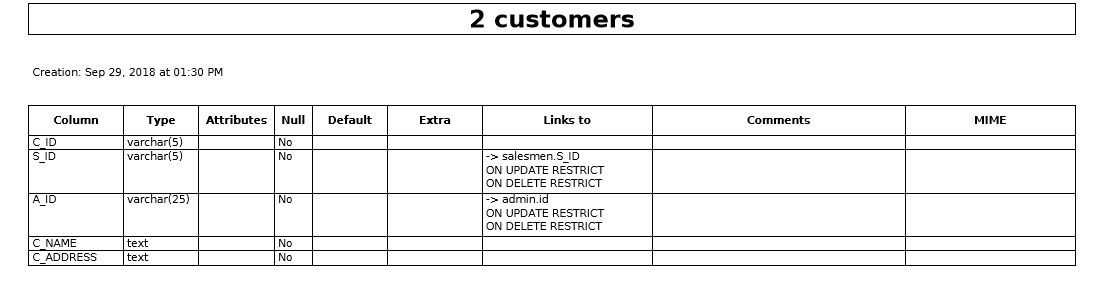 2 customers
Creation: Sep 29, 2018 at 01:30 PM
Column Type Attributes Null Default Extra Links to Comments MIME
C_ID varchar(5) No
S_ID varchar(5) No -> salesmen.S_ID
ON UPDATE RESTRICT
ON DELETE RESTRICT
A_ID varchar(25) No -> admin.id
ON UPDATE RESTRICT
ON DELETE RESTRICT
C_NAME text No
C_ADDRESS text No